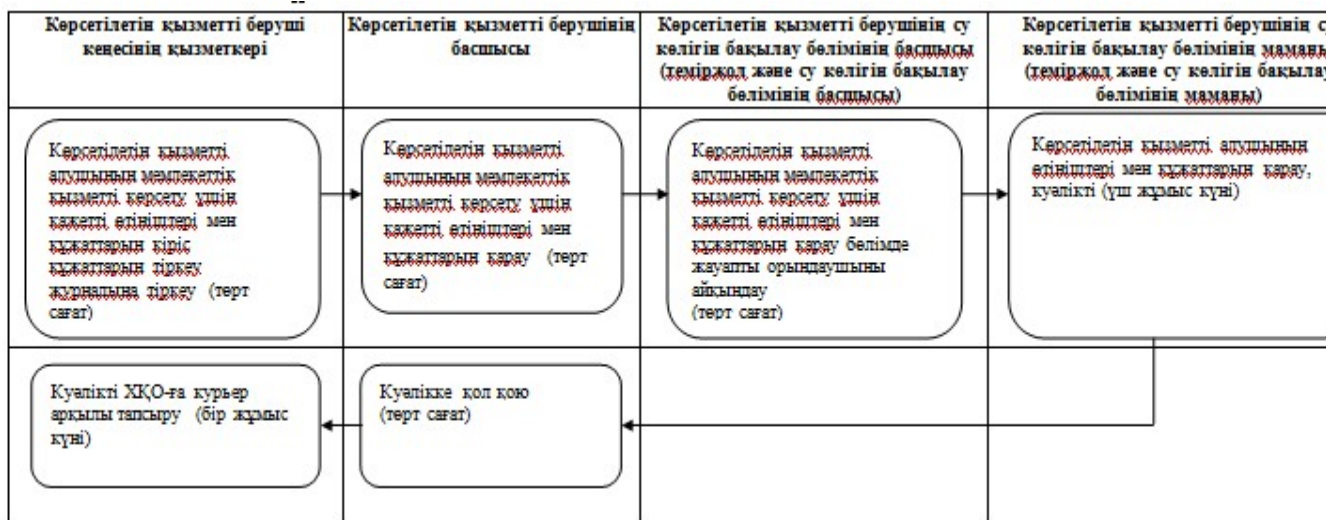 Көрсетілетін қызметті беруші
кеңесінің қызметкері
Көрсетілетін қызметті берушінің
басшысы
Көрсетілетін қызметті берушінің су
көлігін бақылау бөлімінің басшысы
(теміржол және су көлігін бақылау
бөлімінің басшысы)
Көрсетілетін қызметті берушінің
көлігін бақылау бөлімінің маманы
(теміржол және су көлігін бақылау
бөлімінің маманы)
Көрсетілетін қызметті
алушының мемлекеттік
қызметті көрсету үшін
қажетті өтініштері мен
құжаттарын кіріс
құжаттарын тіркеу
журналына тіркеу (төрт
сағат)
Көрсетілетін қызметті
алушының мемлекеттік
қызметті көрсету үшін
қажетті өтініштері мен
құжаттарын қарау (төрт
сағат)
Көрсетілетін қызметті
алушының мемлекеттік
қызметті көрсету үшін
қажетті өтініштері мен
құжаттарын қарау бөлімде
жауапты орындаушыны
айқындау
(төрт сағат)
Көрсетілетін қызметті алушының
өтініштері мен құжаттарын қарау,
куәлікті (үш жұмыс күні)
Куәлікті ХҚО-ға курьер
арқылы тапсыру (бір жұмыс
күні)
Куәлікке қол қою
(төрт сағат)